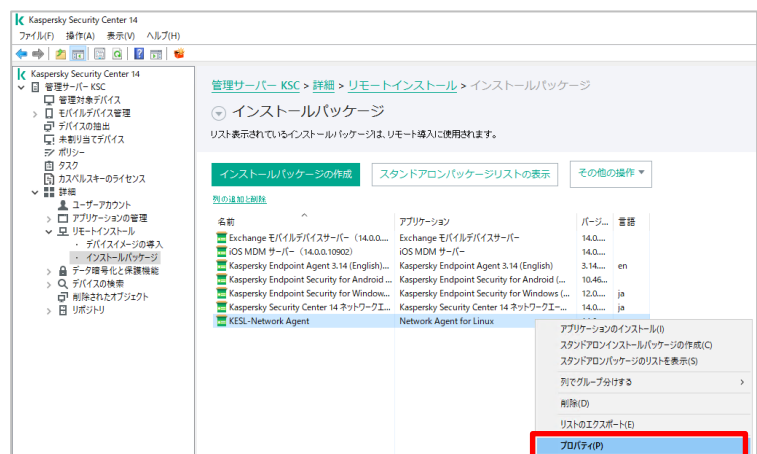 Kaspersky Security Center 14
ファイル(F) 操作(A) 表示(V) ヘルプ(H)
Kaspersky Security Center 14
管理サーバー KSC
管理対象デバイス
モバイルデバイス管理
デバイスの抽出
未割り当てデバイス
ポリシー
タスク
カスペルスキーのライセンス
詳細
ユーザーアカウント
アプリケーションの管理
リモートインストール
・ デバイスイメージの導入
・ インストールパッケージ
データ暗号化と保護機能
デバイスの検索
削除されたオブジェクト
リポジトリ
管理サーバー KSC > 詳細 > リモートインストール > インストールパッケージ
インストールパッケージ
リスト表示されているインストールパッケージは、リモート導入に使用されます。
インストールパッケージの作成 スタンドアロンパッケージリストの表示 その他の操作 ▼
列の追加と削除
名前 アプリケーション バージ... 言語
Exchange モバイルデバイスサーバー (14.0.0.... Exchange モバイルデバイスサーバー 14.0....
iOS MDM サーバー (14.0.0.10902) iOS MDM サーバー 14.0....
Kaspersky Endpoint Agent 3.14 (English)... Kaspersky Endpoint Agent 3.14 (English) 3.14.... en
Kaspersky Endpoint Security for Android ... Kaspersky Endpoint Security for Android (... 10.46...
Kaspersky Endpoint Security for Window... Kaspersky Endpoint Security for Windows (... 12.0.... ja
Kaspersky Security Center 14 ネットワークエ... Kaspersky Security Center 14 ネットワークエー... 14.0.... ja
KESL-Network Agent Network Agent for Linux
アプリケーションのインストール(I)
スタンドアロンインストールパッケージの作成(C)
スタンドアロンパッケージのリストを表示(S)
列でグループ分けする
削除(D)
リストのエクスポート(E)
プロパティ(P)